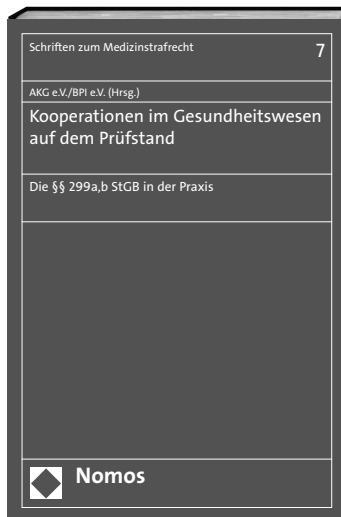 Schriften zum Medizinstrafrecht 7
AKG e.V./BPI e.V. (Hrsg.)
Kooperationen im Gesundheitswesen
auf dem Prüfstand
Die §§ 299a,b StGB in der Praxis
Nomos